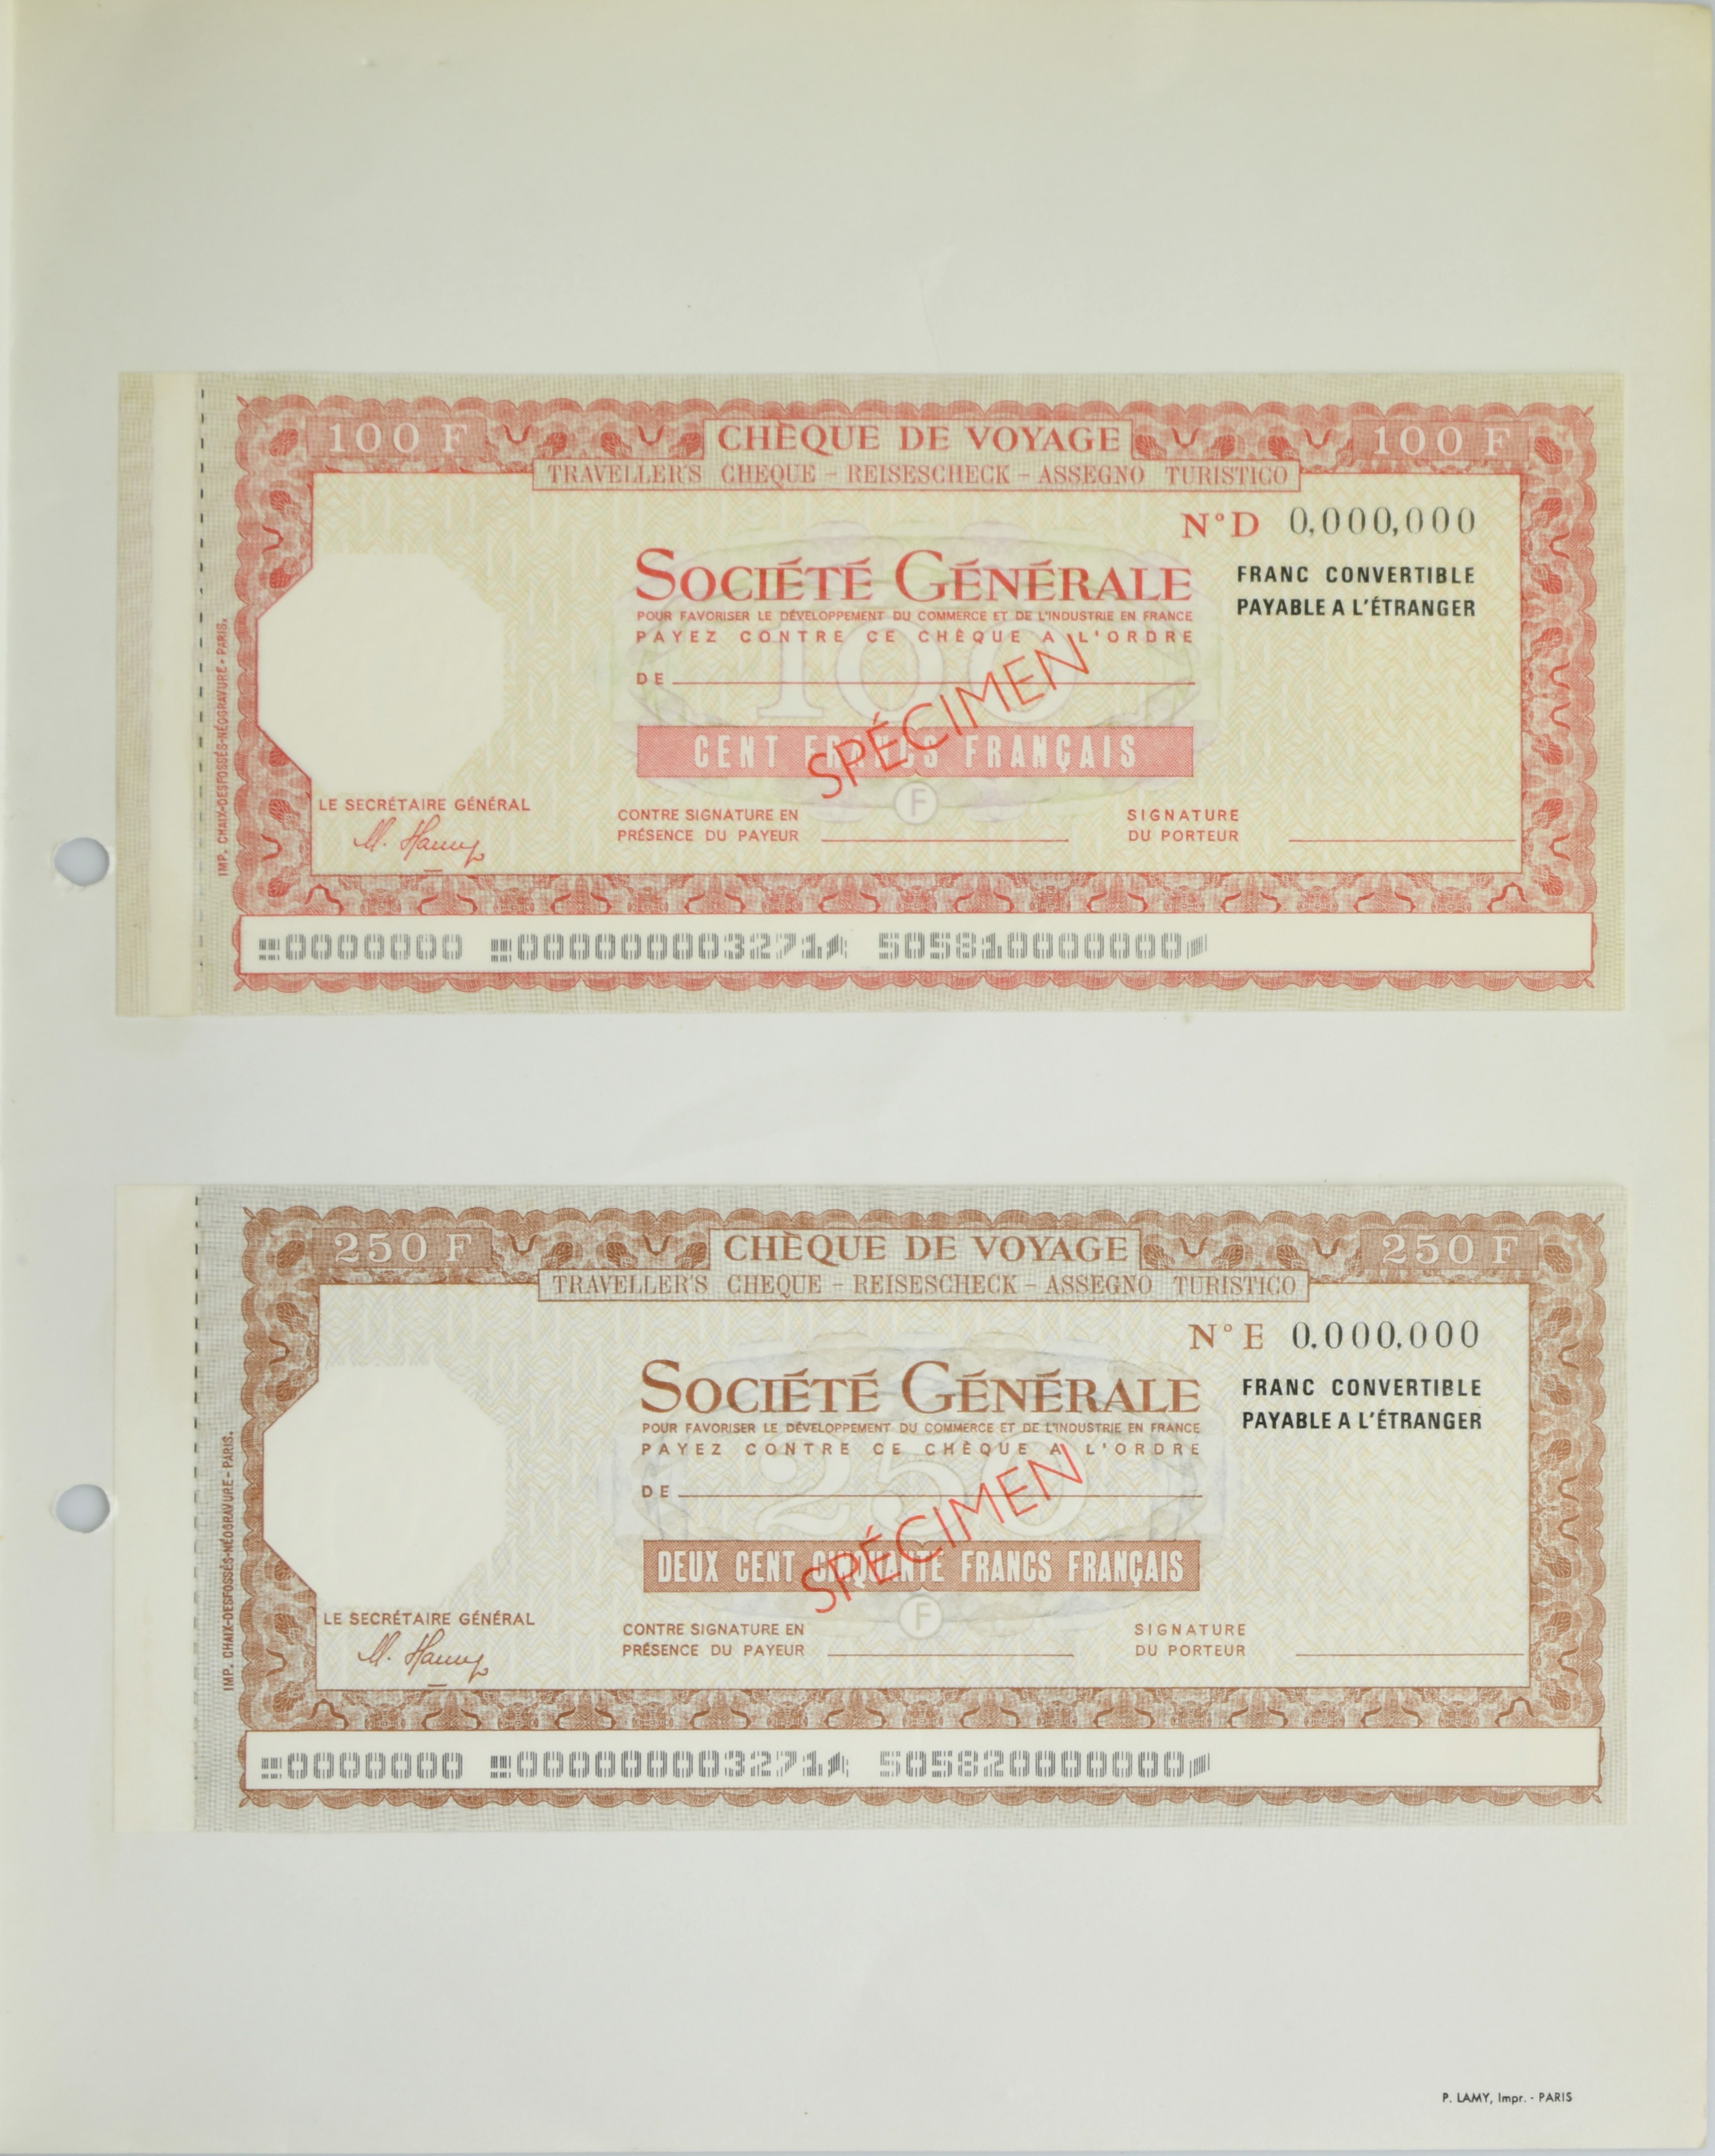 100 F CHÈQUE DE VOYAGE 100 F
TRAVELLER'S CHEQUE - REISESCHECK - ASSEGNO TURISTICO
N° D 0,000,000
SOCIÉTÉ GÉNÉRALE
FRANC CONVERTIBLE
PAYABLE A L'ÉTRANGER
POUR FAVORISER LE DÉVELOPPEMENT DU COMMERCE ET DE L'INDUSTRIE EN FRANCE
PAYEZ CONTRE CE CHÈQUE A L'ORDRE
DE
100
SPÉCIMEN
CENT FRANCS FRANÇAIS
F
LE SECRÉTAIRE GÉNÉRAL
CONTRE SIGNATURE EN
PRÉSENCE DU PAYEUR
SIGNATURE
DU PORTEUR
IMP. CHAIX-DESFOSSÉS-NÉOGRAVURE - PARIS.
0000000 000000003271 505810000000
250 F CHÈQUE DE VOYAGE 250 F
TRAVELLER'S CHEQUE - REISESCHECK - ASSEGNO TURISTICO
N° E 0.000.000
SOCIÉTÉ GÉNÉRALE
FRANC CONVERTIBLE
PAYABLE A L'ÉTRANGER
POUR FAVORISER LE DÉVELOPPEMENT DU COMMERCE ET DE L'INDUSTRIE EN FRANCE
PAYEZ CONTRE CE CHÈQUE A L'ORDRE
DE
250
SPÉCIMEN
DEUX CENT CINQUANTE FRANCS FRANÇAIS
F
LE SECRÉTAIRE GÉNÉRAL
CONTRE SIGNATURE EN
PRÉSENCE DU PAYEUR
SIGNATURE
DU PORTEUR
IMP. CHAIX-DESFOSSÉS-NÉOGRAVURE - PARIS.
0000000 000000003271 505820000000
P. LAMY, Impr. - PARIS